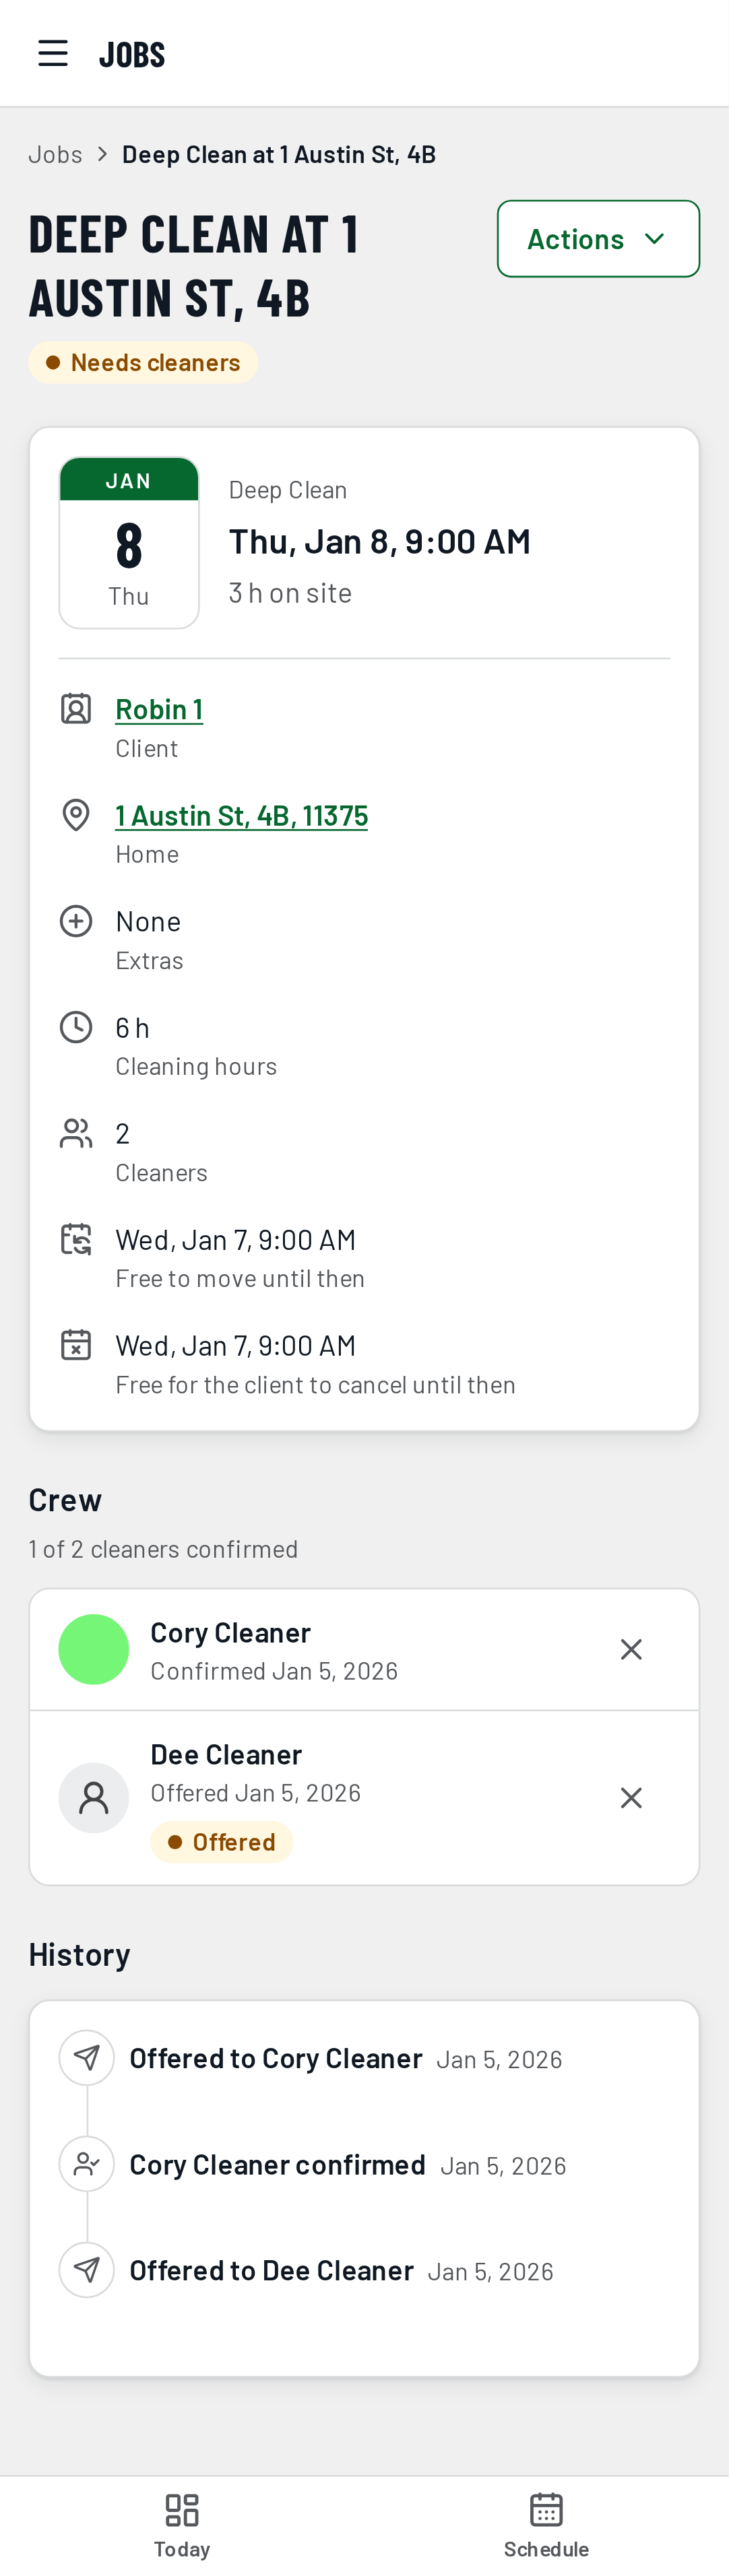 JOBS
Jobs > Deep Clean at 1 Austin St, 4B
DEEP CLEAN AT 1
AUSTIN ST, 4B
Actions
Needs cleaners
JAN
8
Thu
Deep Clean
Thu, Jan 8, 9:00 AM
3 h on site
Robin 1
Client
1 Austin St, 4B, 11375
Home
None
Extras
6 h
Cleaning hours
2
Cleaners
Wed, Jan 7, 9:00 AM
Free to move until then
Wed, Jan 7, 9:00 AM
Free for the client to cancel until then
Crew
1 of 2 cleaners confirmed
Cory Cleaner
Confirmed Jan 5, 2026
Dee Cleaner
Offered Jan 5, 2026
Offered
History
Offered to Cory Cleaner Jan 5, 2026
Cory Cleaner confirmed Jan 5, 2026
Offered to Dee Cleaner Jan 5, 2026
Today
Schedule